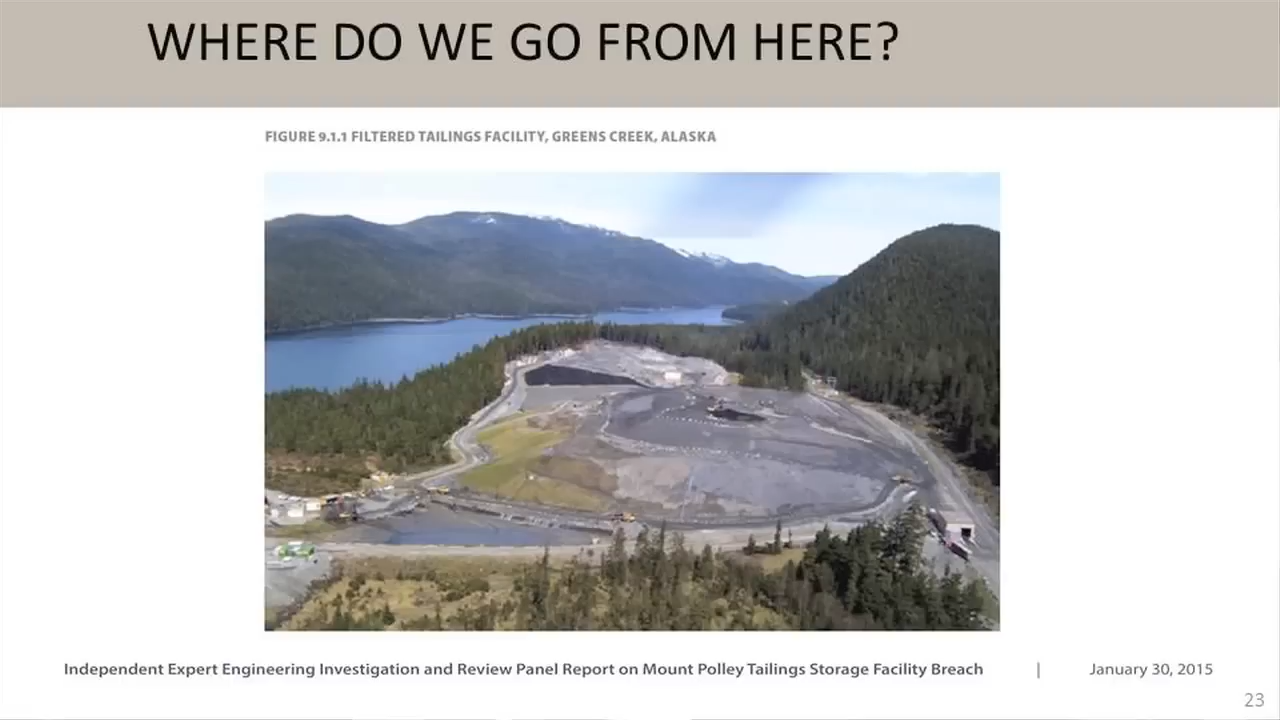 WHERE DO WE GO FROM HERE?
FIGURE 9.1.1 FILTERED TAILINGS FACILITY, GREENS CREEK, ALASKA
Independent Expert Engineering Investigation and Review Panel Report on Mount Polley Tailings Storage Facility Breach | January 30, 2015
23